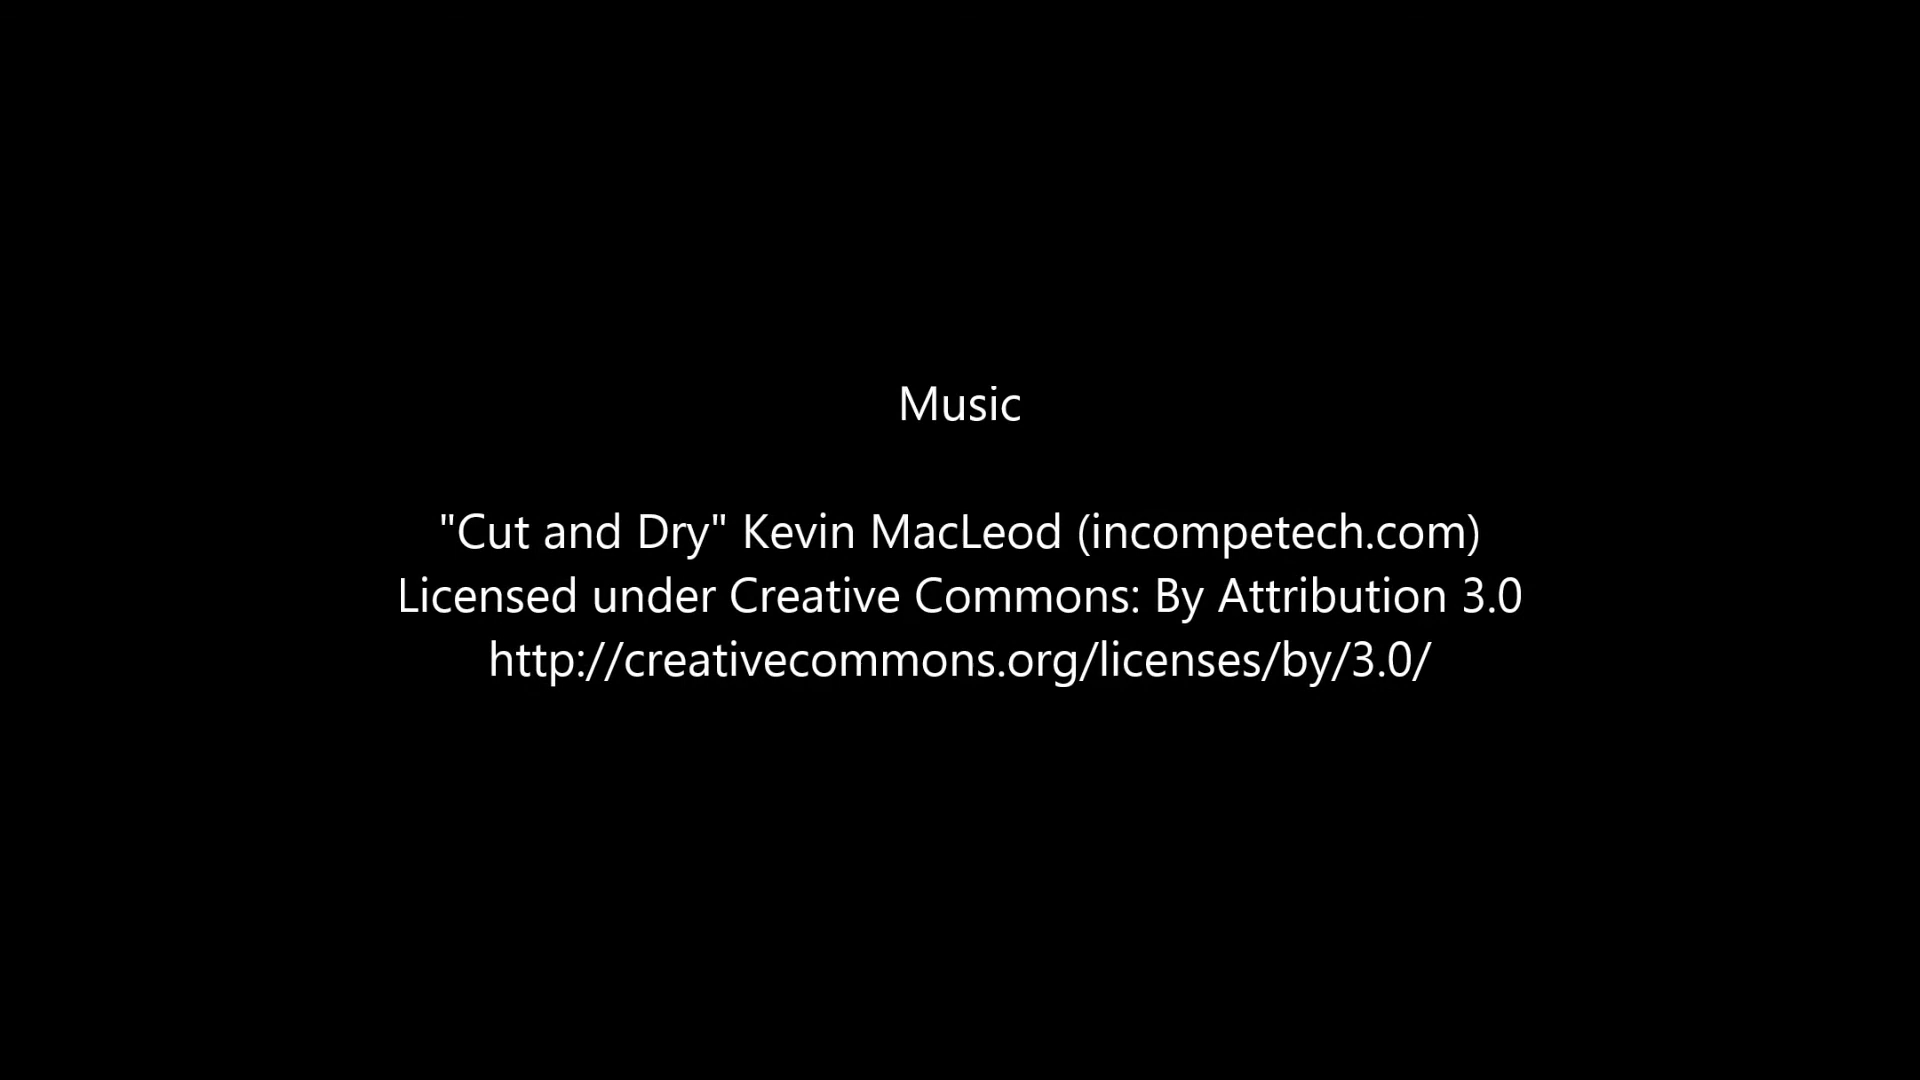 Music
"Cut and Dry" Kevin MacLeod (incompetech.com)
Licensed under Creative Commons: By Attribution 3.0
http://creativecommons.org/licenses/by/3.0/